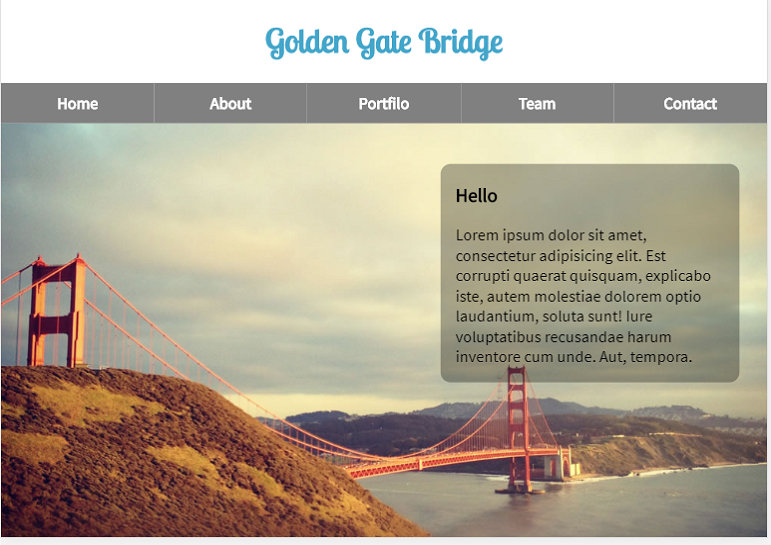 Golden Gate Bridge
Home About Portfilo Team Contact
Hello
Lorem ipsum dolor sit amet,
consectetur adipisicing elit. Est
corrupti quaerat quisquam, explicabo
iste, autem molestiae dolorem optio
laudantium, soluta sunt! Iure
voluptatibus recusandae harum
inventore cum unde. Aut, tempora.